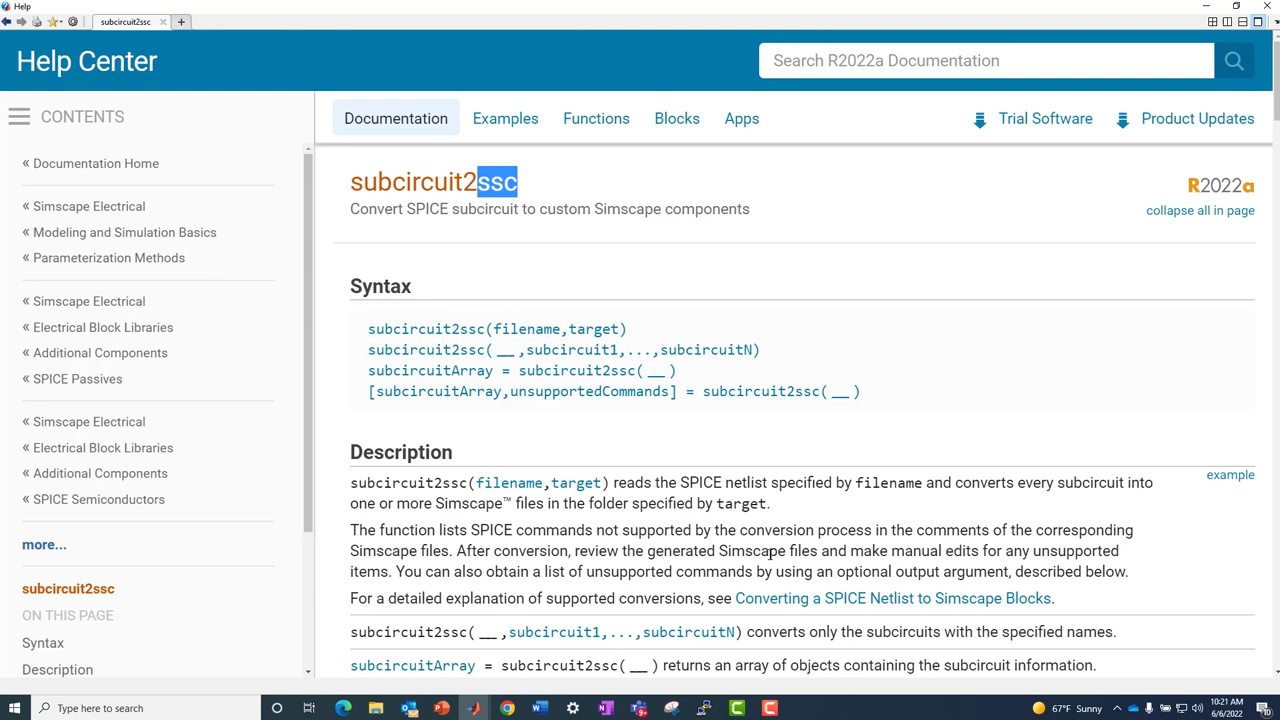 Help
subcircuit2ssc
Help Center
Search R2022a Documentation
CONTENTS
Documentation
Examples
Functions
Blocks
Apps
Trial Software
Product Updates
« Documentation Home
« Simscape Electrical
« Modeling and Simulation Basics
« Parameterization Methods
« Simscape Electrical
« Electrical Block Libraries
« Additional Components
« SPICE Passives
« Simscape Electrical
« Electrical Block Libraries
« Additional Components
« SPICE Semiconductors
more...
subcircuit2ssc
ON THIS PAGE
Syntax
Description
subcircuit2ssc
R2022a
Convert SPICE subcircuit to custom Simscape components
collapse all in page
Syntax
subcircuit2ssc(filename,target)
subcircuit2ssc(__,subcircuit1,...,subcircuitN)
subcircuitArray = subcircuit2ssc(__)
[subcircuitArray,unsupportedCommands] = subcircuit2ssc(__)
Description
example
subcircuit2ssc(filename,target) reads the SPICE netlist specified by filename and converts every subcircuit into
one or more Simscape™ files in the folder specified by target.
The function lists SPICE commands not supported by the conversion process in the comments of the corresponding
Simscape files. After conversion, review the generated Simscape files and make manual edits for any unsupported
items. You can also obtain a list of unsupported commands by using an optional output argument, described below.
For a detailed explanation of supported conversions, see Converting a SPICE Netlist to Simscape Blocks.
subcircuit2ssc(__,subcircuit1,...,subcircuitN) converts only the subcircuits with the specified names.
subcircuitArray = subcircuit2ssc(__) returns an array of objects containing the subcircuit information.
Type here to search
67°F Sunny
10:21 AM
6/6/2022